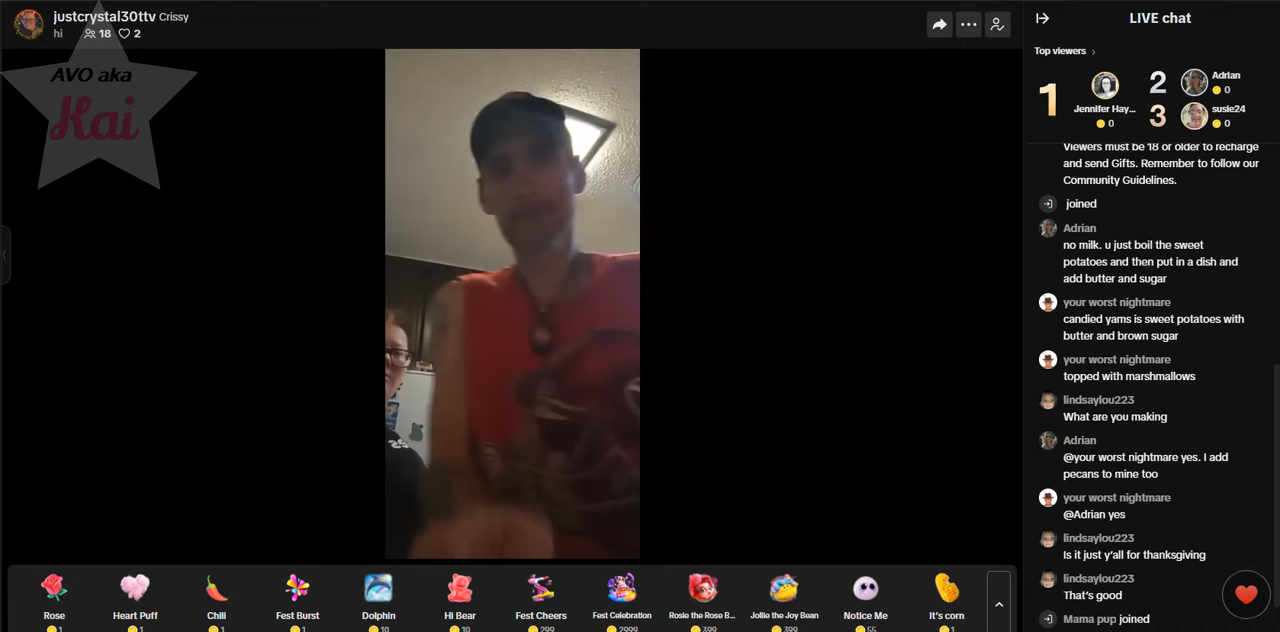 justcrystal30ttv Crissy
hi 18 2
AVO aka
Kai
LIVE chat
Top viewers
1
Jennifer Hay...
0
2
Adrian
0
3
susie24
0
Viewers must be 18 or older to recharge
and send Gifts. Remember to follow our
Community Guidelines.
joined
Adrian
no milk. u just boil the sweet
potatoes and then put in a dish and
add butter and sugar
your worst nightmare
candied yams is sweet potatoes with
butter and brown sugar
your worst nightmare
topped with marshmallows
lindsaylou223
What are you making
Adrian
@your worst nightmare yes. I add
pecans to mine too
your worst nightmare
@Adrian yes
lindsaylou223
Is it just y'all for thanksgiving
lindsaylou223
That's good
Mama pup joined
Rose
1
Heart Puff
1
Chili
1
Fest Burst
1
Dolphin
10
Hi Bear
10
Fest Cheers
299
Fest Celebration
2999
Rosie the Rose B...
399
Jollie the Joy Bean
399
Notice Me
55
It's corn
1